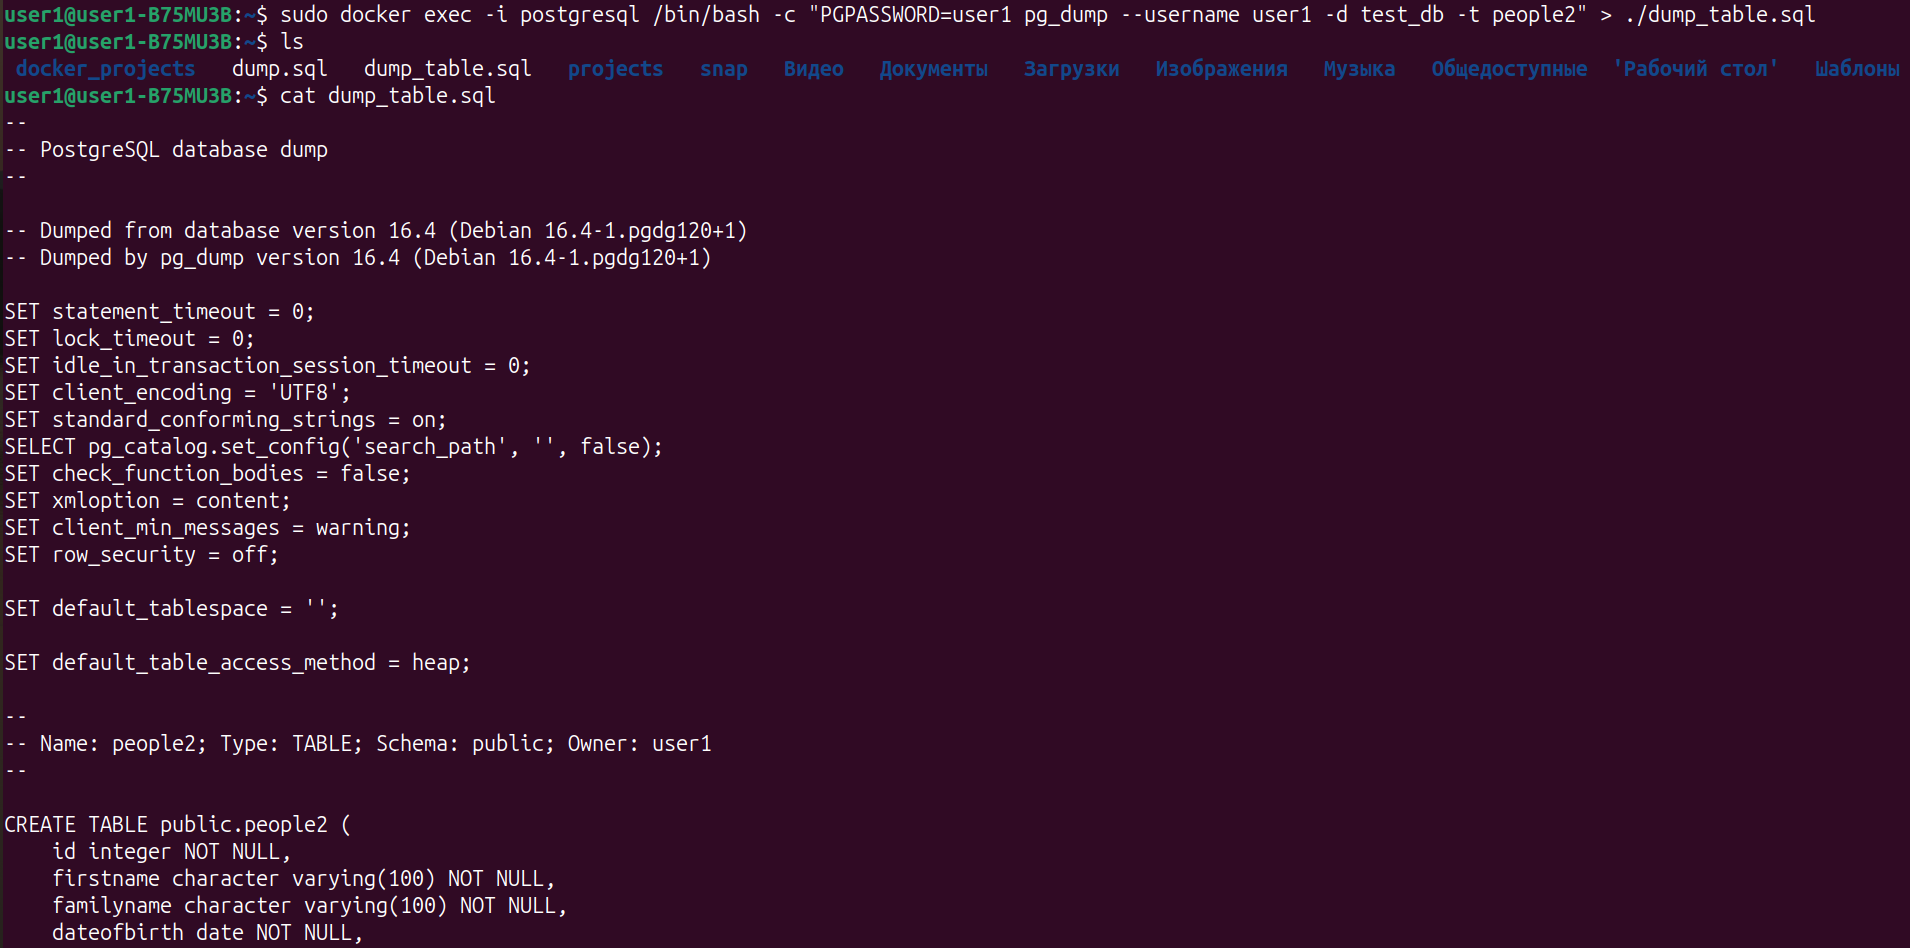 user1@user1-B75MU3B:~$ sudo docker exec -i postgresql /bin/bash -c "PGPASSWORD=user1 pg_dump --username user1 -d test_db -t people2" > ./dump_table.sql
user1@user1-B75MU3B:~$ ls
docker_projects   dump.sql   dump_table.sql   projects   snap   Видео   Документы   Загрузки   Изображения   Музыка   Общедоступные  'Рабочий стол'   Шаблоны
user1@user1-B75MU3B:~$ cat dump_table.sql
--
-- PostgreSQL database dump
--
-- Dumped from database version 16.4 (Debian 16.4-1.pgdg120+1)
-- Dumped by pg_dump version 16.4 (Debian 16.4-1.pgdg120+1)
SET statement_timeout = 0;
SET lock_timeout = 0;
SET idle_in_transaction_session_timeout = 0;
SET client_encoding = 'UTF8';
SET standard_conforming_strings = on;
SELECT pg_catalog.set_config('search_path', '', false);
SET check_function_bodies = false;
SET xmloption = content;
SET client_min_messages = warning;
SET row_security = off;
SET default_tablespace = '';
SET default_table_access_method = heap;
--
-- Name: people2; Type: TABLE; Schema: public; Owner: user1
--
CREATE TABLE public.people2 (
    id integer NOT NULL,
    firstname character varying(100) NOT NULL,
    familyname character varying(100) NOT NULL,
    dateofbirth date NOT NULL,